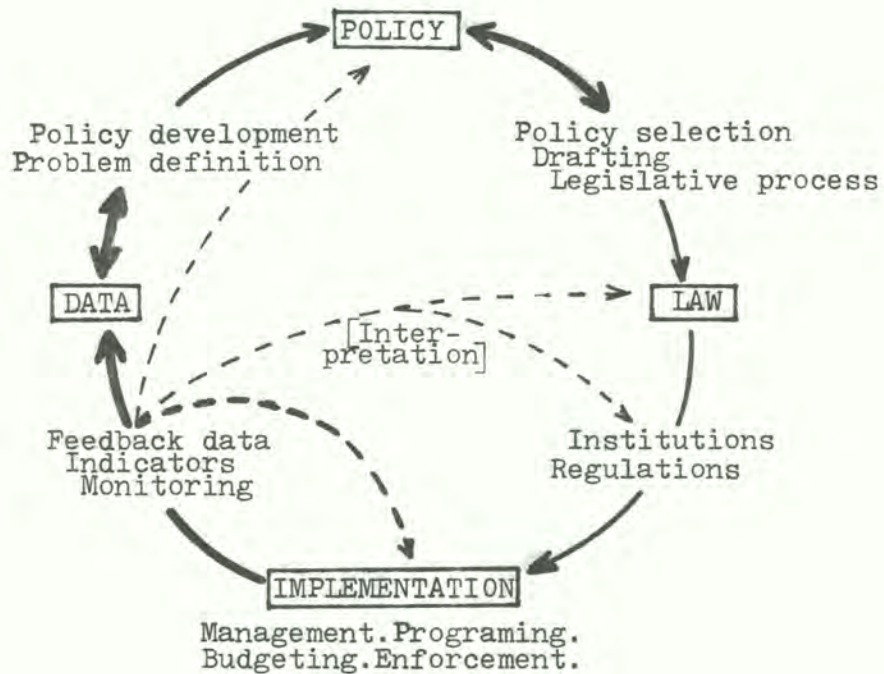 POLICY
Policy development
Problem definition
Policy selection
Drafting
Legislative process
DATA
LAW
[Inter-
pretation]
Feedback data
Indicators
Monitoring
Institutions
Regulations
IMPLEMENTATION
Management.Programing.
Budgeting.Enforcement.